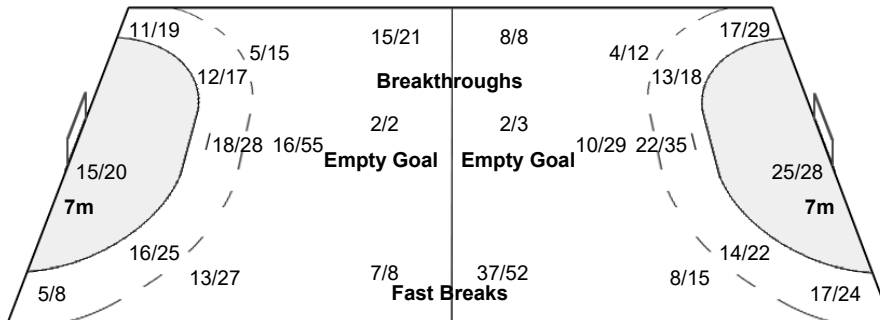 11/19 15/21 8/8 17/29
5/15 4/12
12/17 Breakthroughs 13/18
2/2 2/3
18/28 16/55 10/29 22/35
Empty Goal Empty Goal
15/20 25/28
7m 7m
16/25 14/22
13/27 7/8 37/52 8/15
5/8 Fast Breaks 17/24